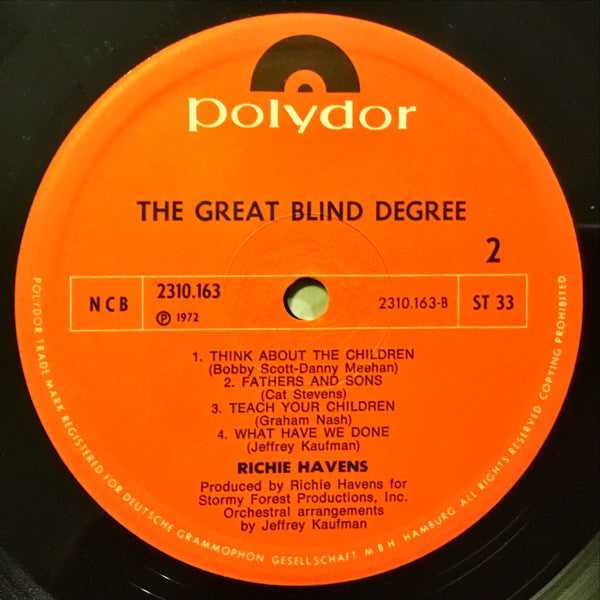 polydor
THE GREAT BLIND DEGREE
2
NCB
2310.163
℗ 1972
2310.163-B
ST 33
1. THINK ABOUT THE CHILDREN
(Bobby Scott-Danny Meehan)
2. FATHERS AND SONS
(Cat Stevens)
3. TEACH YOUR CHILDREN
(Graham Nash)
4. WHAT HAVE WE DONE
(Jeffrey Kaufman)
RICHIE HAVENS
Produced by Richie Havens for
Stormy Forest Productions, Inc.
Orchestral arrangements
by Jeffrey Kaufman
POLYDOR TRADE MARK REGISTERED FOR DEUTSCHE GRAMMOPHON GESELLSCHAFT MBH HAMBURG ALL RIGHTS RESERVED COPYING PROHIBITED